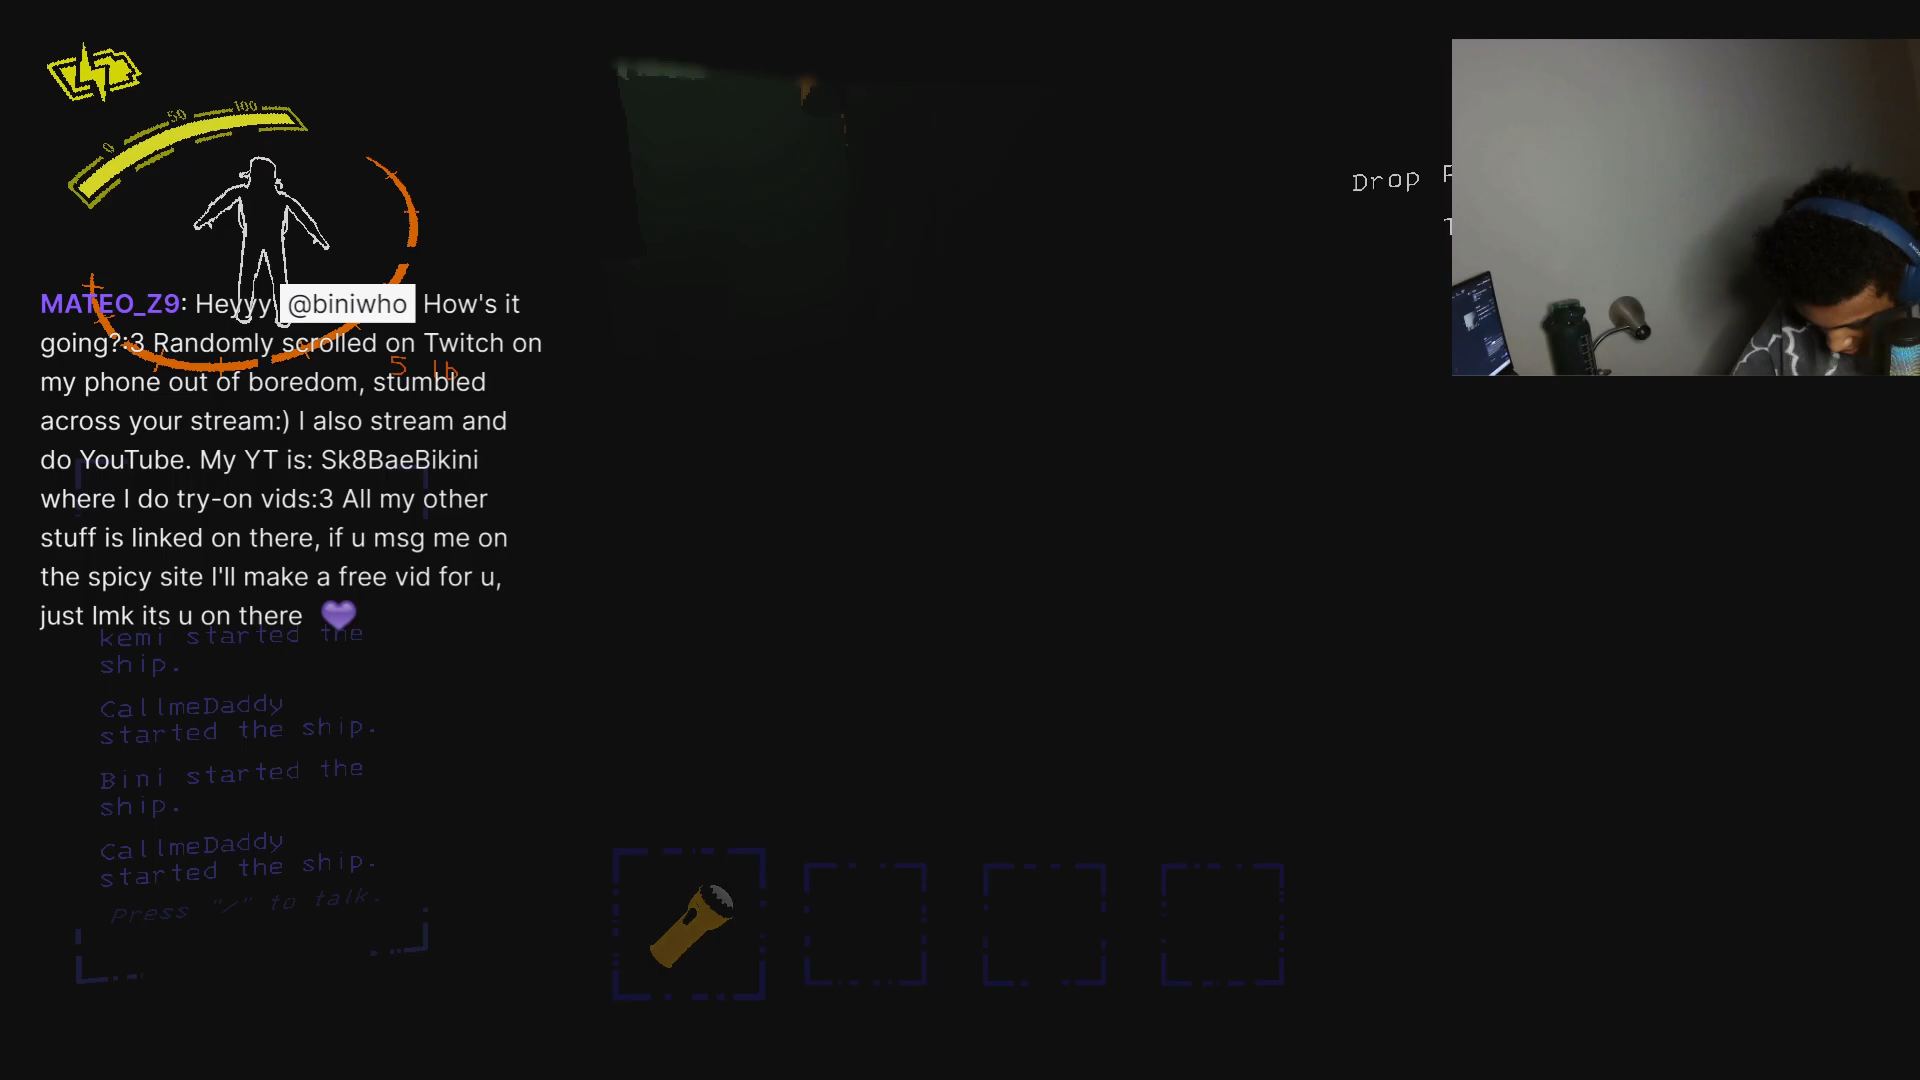 0 50 100
Drop
MATEO_Z9: Heyyy @biniwho How's it
going?:3 Randomly scrolled on Twitch on
5 lb
my phone out of boredom, stumbled
across your stream:) I also stream and
do YouTube. My YT is: Sk8BaeBikini
where I do try-on vids:3 All my other
stuff is linked on there, if u msg me on
the spicy site I'll make a free vid for u,
just lmk its u on there 💜
kemi started the
ship.
CallmeDaddy
started the ship.
Bini started the
ship.
CallmeDaddy
started the ship.
Press "/" to talk.